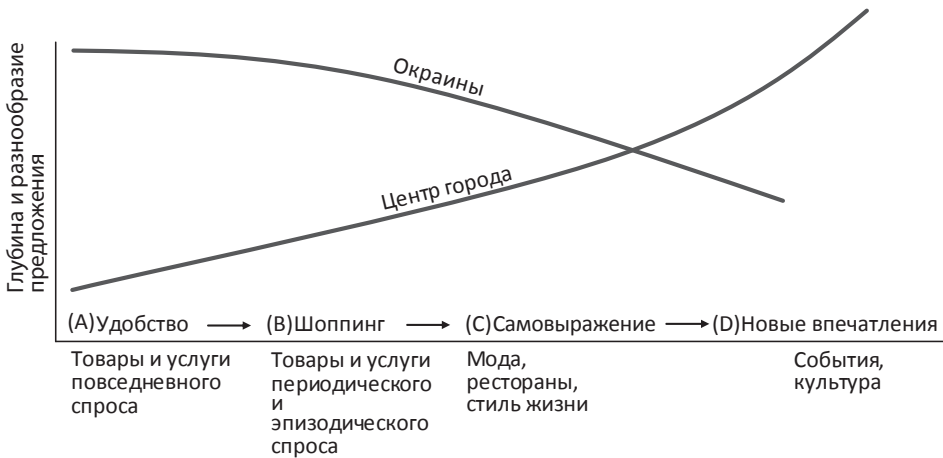 Глубина и разнообразие
предложения
Окраины
Центр города
(A)Удобство
(B)Шоппинг
(C)Самовыражение
(D)Новые впечатления
Товары и услуги
повседневного
спроса
Товары и услуги
периодического
и
эпизодического
спроса
Мода,
рестораны,
стиль жизни
События,
культура